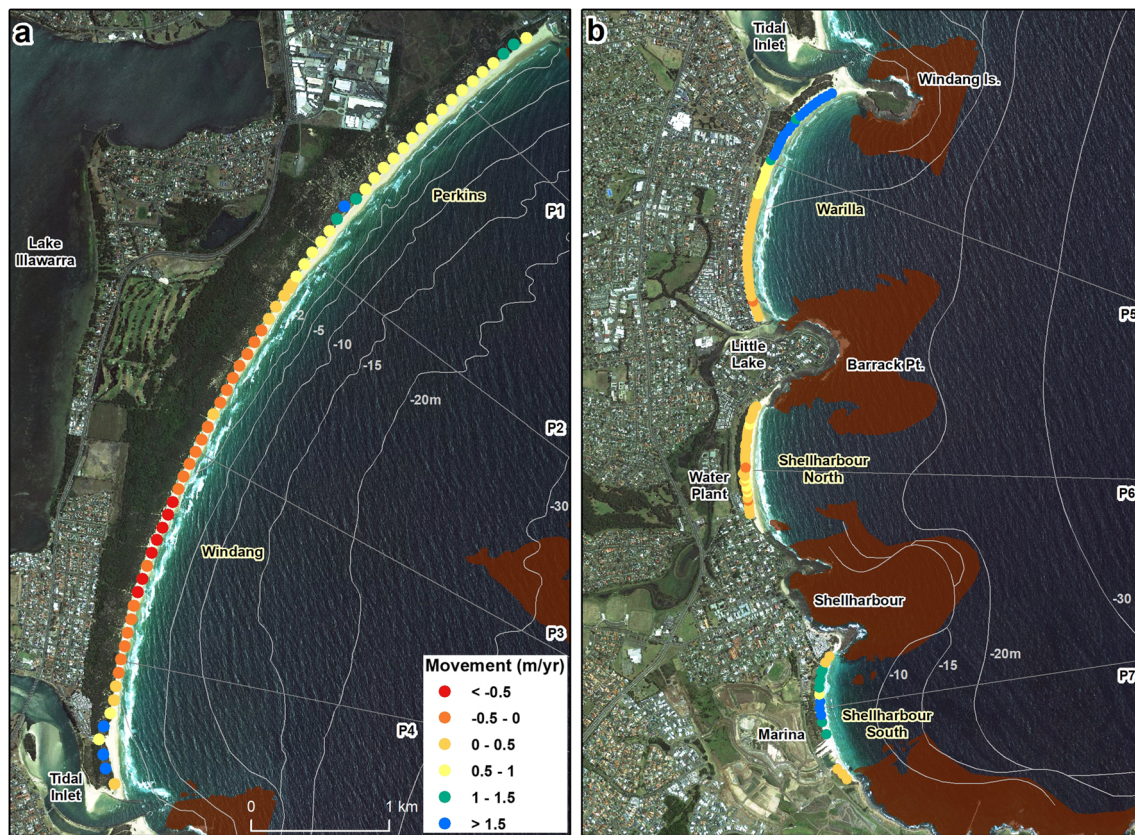 a
Perkins
P1
Lake
Illawarra
-2
-5
-10
-15
-20m
P2
-30
Windang
P3
P4
Tidal
Inlet
0
1 km
Movement (m/yr)
< -0.5
-0.5 - 0
0 - 0.5
0.5 - 1
1 - 1.5
> 1.5
b
Tidal
Inlet
Windang Is.
Warilla
P5
Little
Lake
Barrack Pt.
Shellharbour
North
Water
Plant
P6
Shellharbour
-30
-20m
-15
-10
P7
Shellharbour
South
Marina